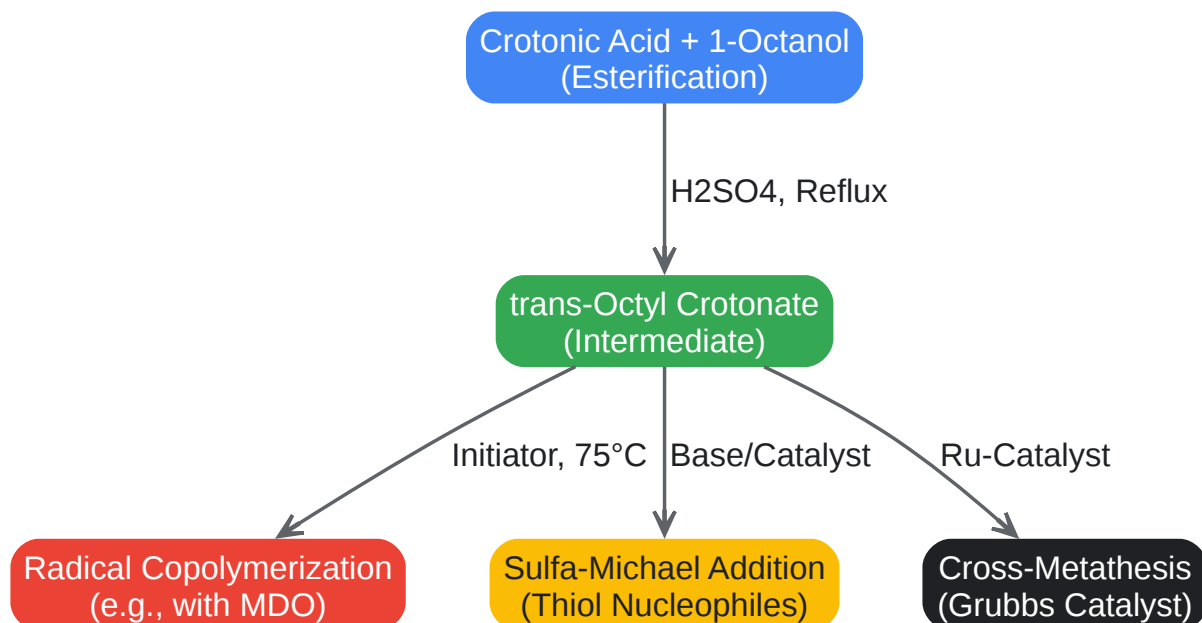 Crotonic Acid + 1-Octanol
(Esterification)
H2SO4, Reflux
trans-Octyl Crotonate
(Intermediate)
Initiator, 75°C
Base/Catalyst
Ru-Catalyst
Radical Copolymerization
(e.g., with MDO)
Sulfa-Michael Addition
(Thiol Nucleophiles)
Cross-Metathesis
(Grubbs Catalyst)